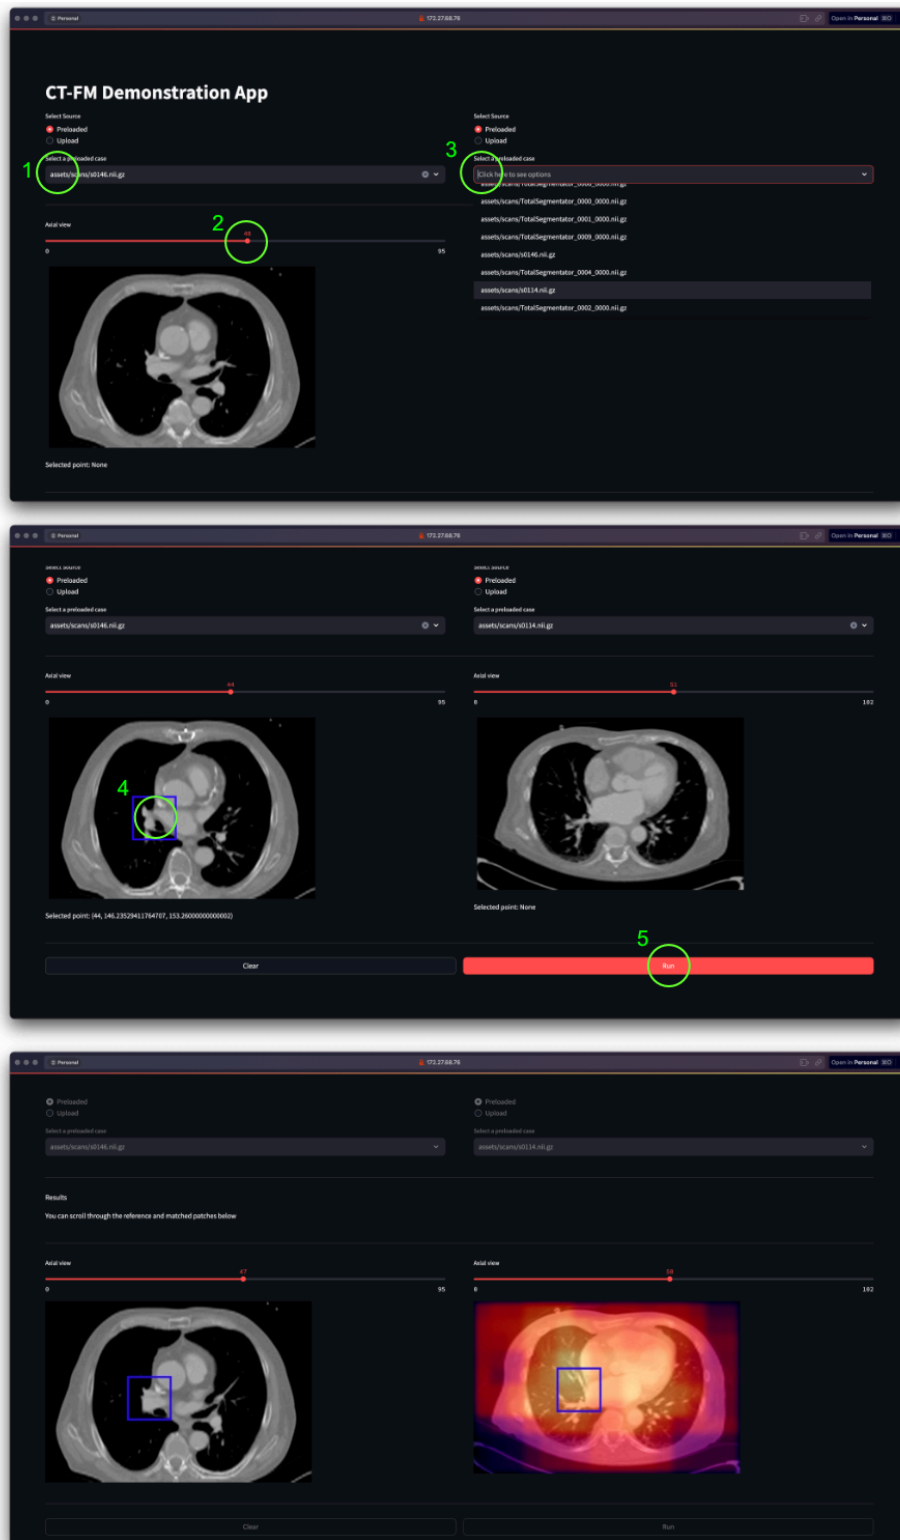 Personal
172.27.68.76
Open in Personal ⌘O
CT-FM Demonstration App
Select Source
Preloaded
Upload
Select a preloaded case
assets/scans/s0146.nii.gz
Select Source
Preloaded
Upload
Select a preloaded case
Click here to see options
assets/scans/TotalSegmentator_0000_0000.nii.gz
assets/scans/TotalSegmentator_0001_0000.nii.gz
assets/scans/TotalSegmentator_0009_0000.nii.gz
assets/scans/s0146.nii.gz
assets/scans/TotalSegmentator_0004_0000.nii.gz
assets/scans/s0114.nii.gz
assets/scans/TotalSegmentator_0002_0000.nii.gz
1
2
3
Axial view
0
95
Selected point: None
Personal
172.27.68.76
Open in Personal ⌘O
Select Source
Preloaded
Upload
Select a preloaded case
assets/scans/s0146.nii.gz
Select Source
Preloaded
Upload
Select a preloaded case
assets/scans/s0114.nii.gz
Axial view
44
0
95
Axial view
51
0
102
4
Selected point: (44, 146.23529411764707, 153.26000000000002)
Selected point: None
5
Clear
Run
Personal
172.27.68.76
Open in Personal ⌘O
Preloaded
Upload
Select a preloaded case
assets/scans/s0146.nii.gz
Preloaded
Upload
Select a preloaded case
assets/scans/s0114.nii.gz
Results
You can scroll through the reference and matched patches below
Axial view
47
0
95
Axial view
50
0
102
Clear
Run